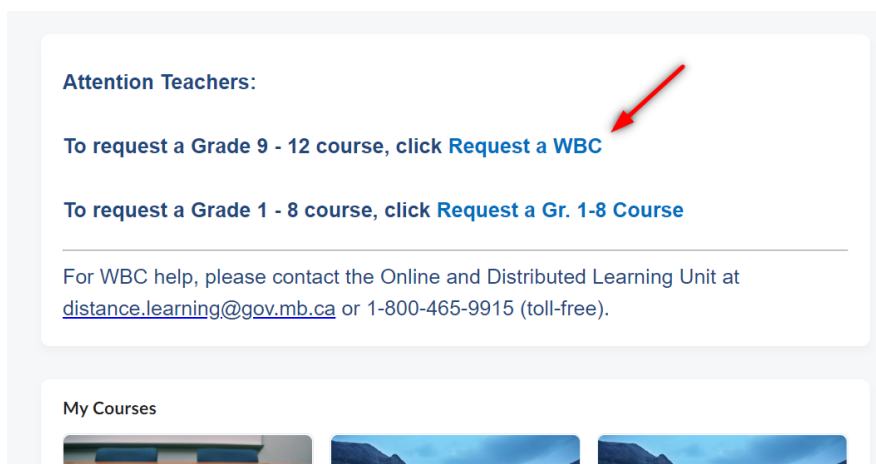 Attention Teachers:
To request a Grade 9 - 12 course, click Request a WBC
To request a Grade 1 - 8 course, click Request a Gr. 1-8 Course
For WBC help, please contact the Online and Distributed Learning Unit at
distance.learning@gov.mb.ca or 1-800-465-9915 (toll-free).
My Courses